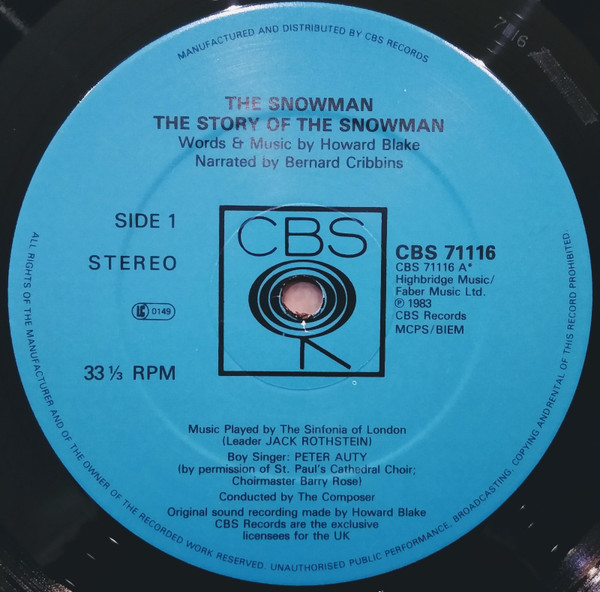 MANUFACTURED AND DISTRIBUTED BY CBS RECORDS
THE SNOWMAN
THE STORY OF THE SNOWMAN
Words & Music by Howard Blake
Narrated by Bernard Cribbins
SIDE 1
STEREO
LC 0149
33 ⅓ RPM
CBS
CBS 71116
CBS 71116 A*
Highbridge Music/
Faber Music Ltd.
℗ 1983
CBS Records
MCPS/BIEM
Music Played by The Sinfonia of London
(Leader JACK ROTHSTEIN)
Boy Singer: PETER AUTY
(by permission of St. Paul's Cathedral Choir;
Choirmaster Barry Rose)
Conducted by The Composer
Original sound recording made by Howard Blake
CBS Records are the exclusive
licensees for the UK
ALL RIGHTS OF THE MANUFACTURER AND OF THE OWNER OF THE RECORDED WORK RESERVED. UNAUTHORISED PUBLIC PERFORMANCE, BROADCASTING, COPYING ANDRENTAL OF THIS RECORD PROHIBITED